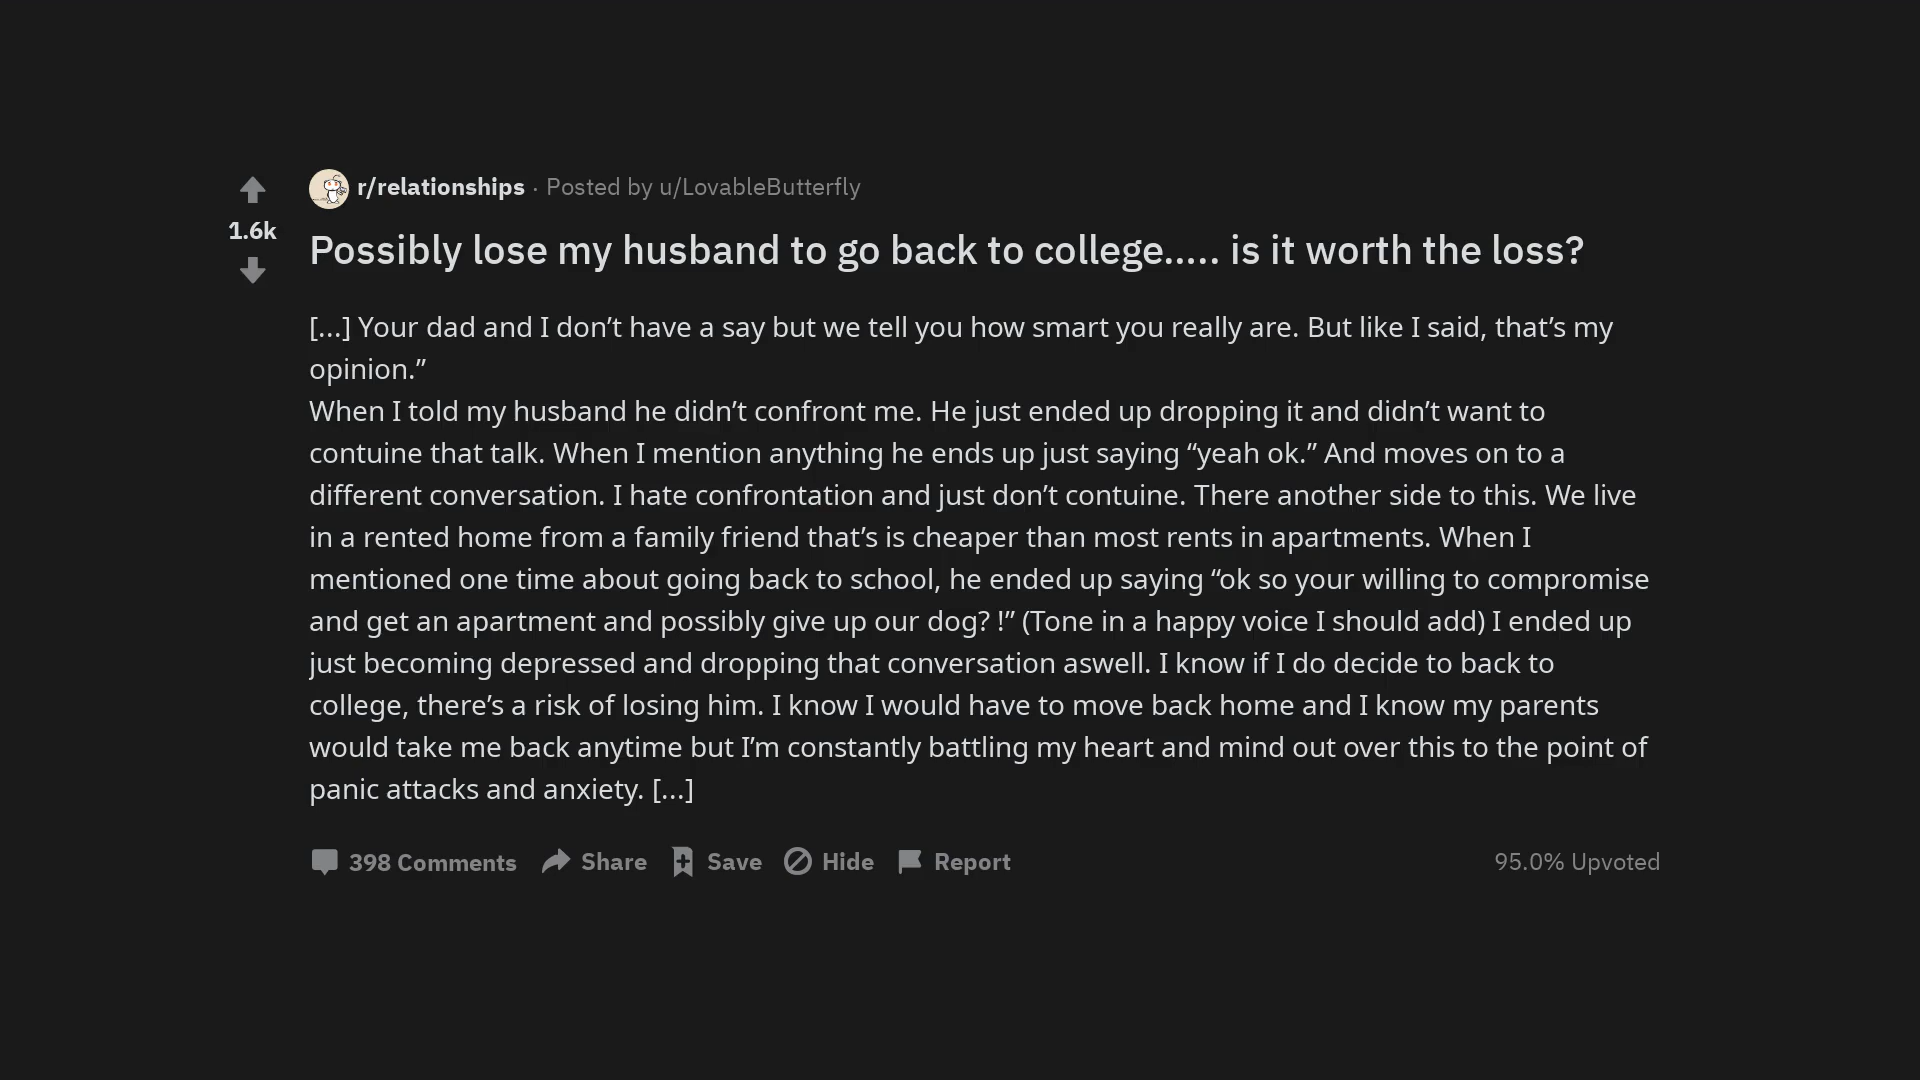 r/relationships · Posted by u/LovableButterfly
1.6k
Possibly lose my husband to go back to college..... is it worth the loss?
[...] Your dad and I don’t have a say but we tell you how smart you really are. But like I said, that’s my
opinion.”
When I told my husband he didn’t confront me. He just ended up dropping it and didn’t want to
contuine that talk. When I mention anything he ends up just saying “yeah ok.” And moves on to a
different conversation. I hate confrontation and just don’t contuine. There another side to this. We live
in a rented home from a family friend that’s is cheaper than most rents in apartments. When I
mentioned one time about going back to school, he ended up saying “ok so your willing to compromise
and get an apartment and possibly give up our dog? !” (Tone in a happy voice I should add) I ended up
just becoming depressed and dropping that conversation aswell. I know if I do decide to back to
college, there’s a risk of losing him. I know I would have to move back home and I know my parents
would take me back anytime but I’m constantly battling my heart and mind out over this to the point of
panic attacks and anxiety. [...]
398 Comments Share Save Hide Report 95.0% Upvoted